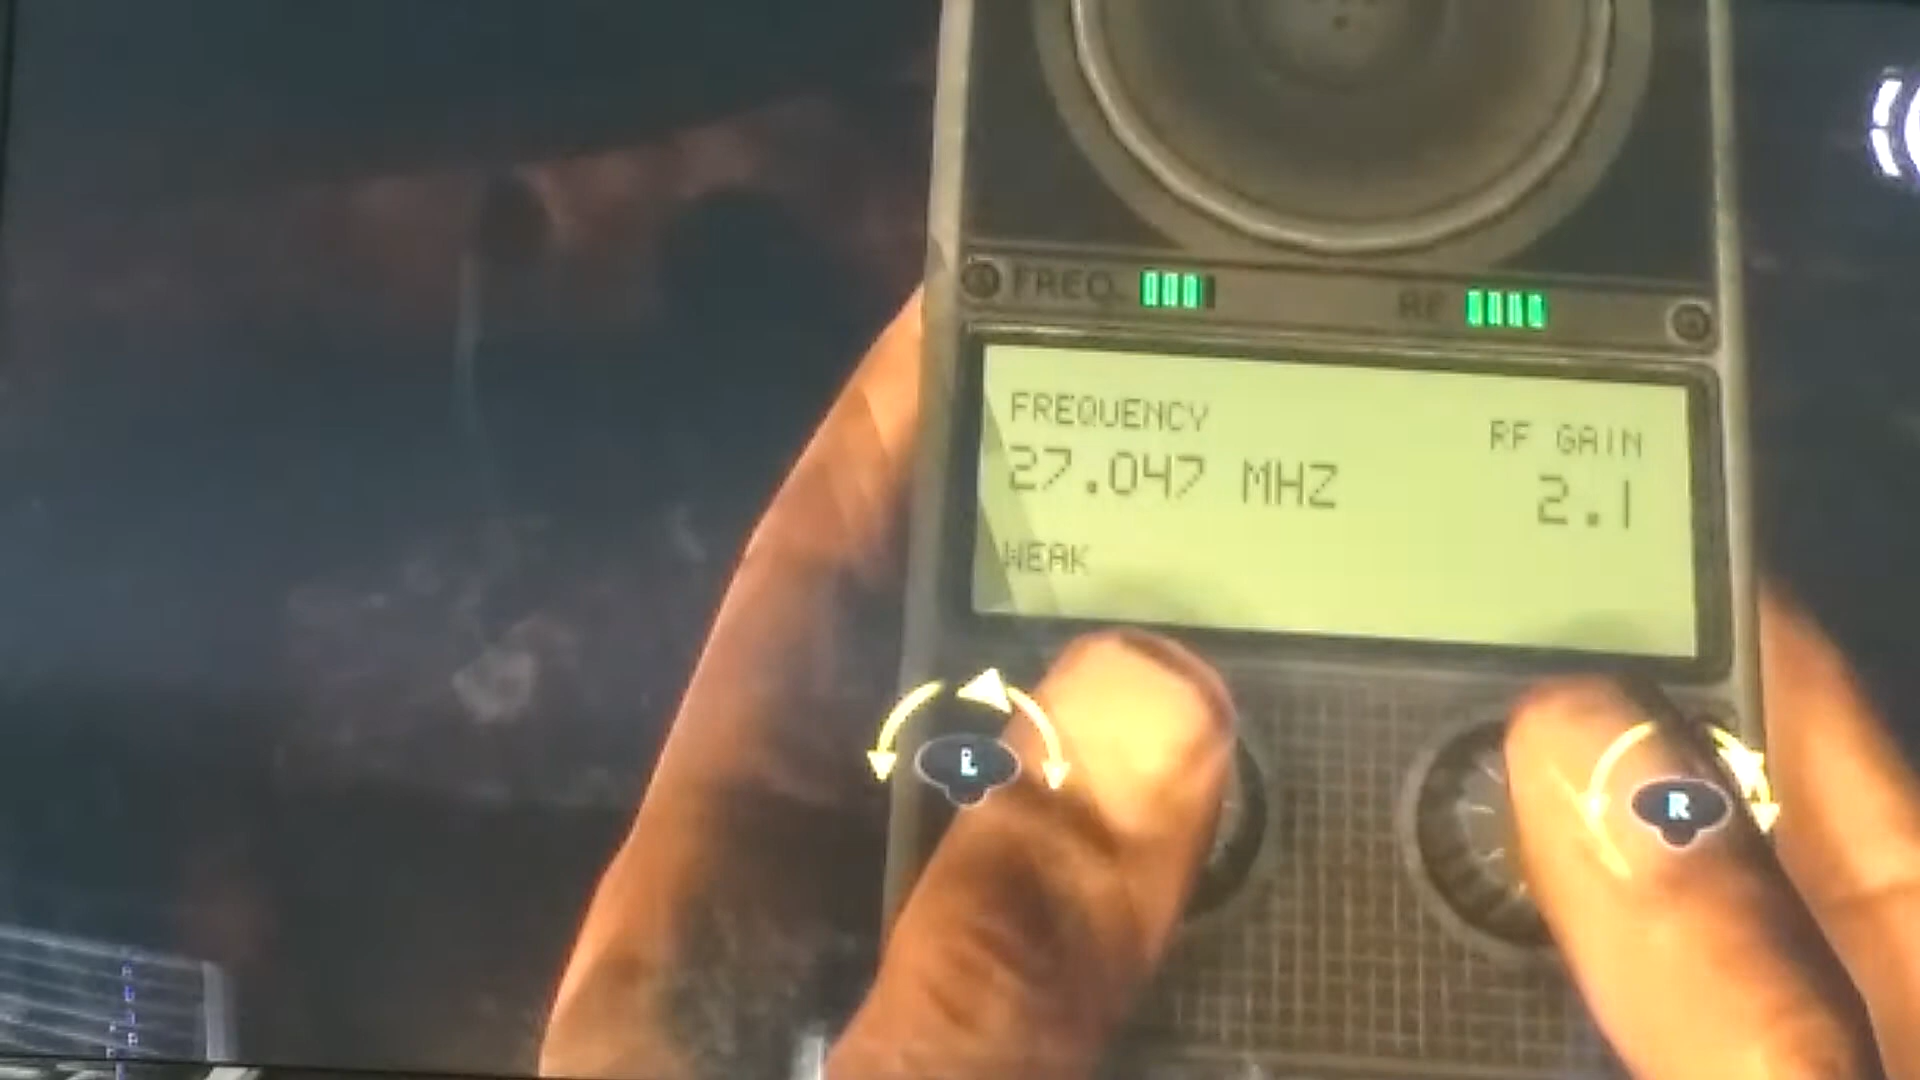 FREQ. RF
FREQUENCY RF GAIN
27.047 MHZ 2.1
WEAK
L R